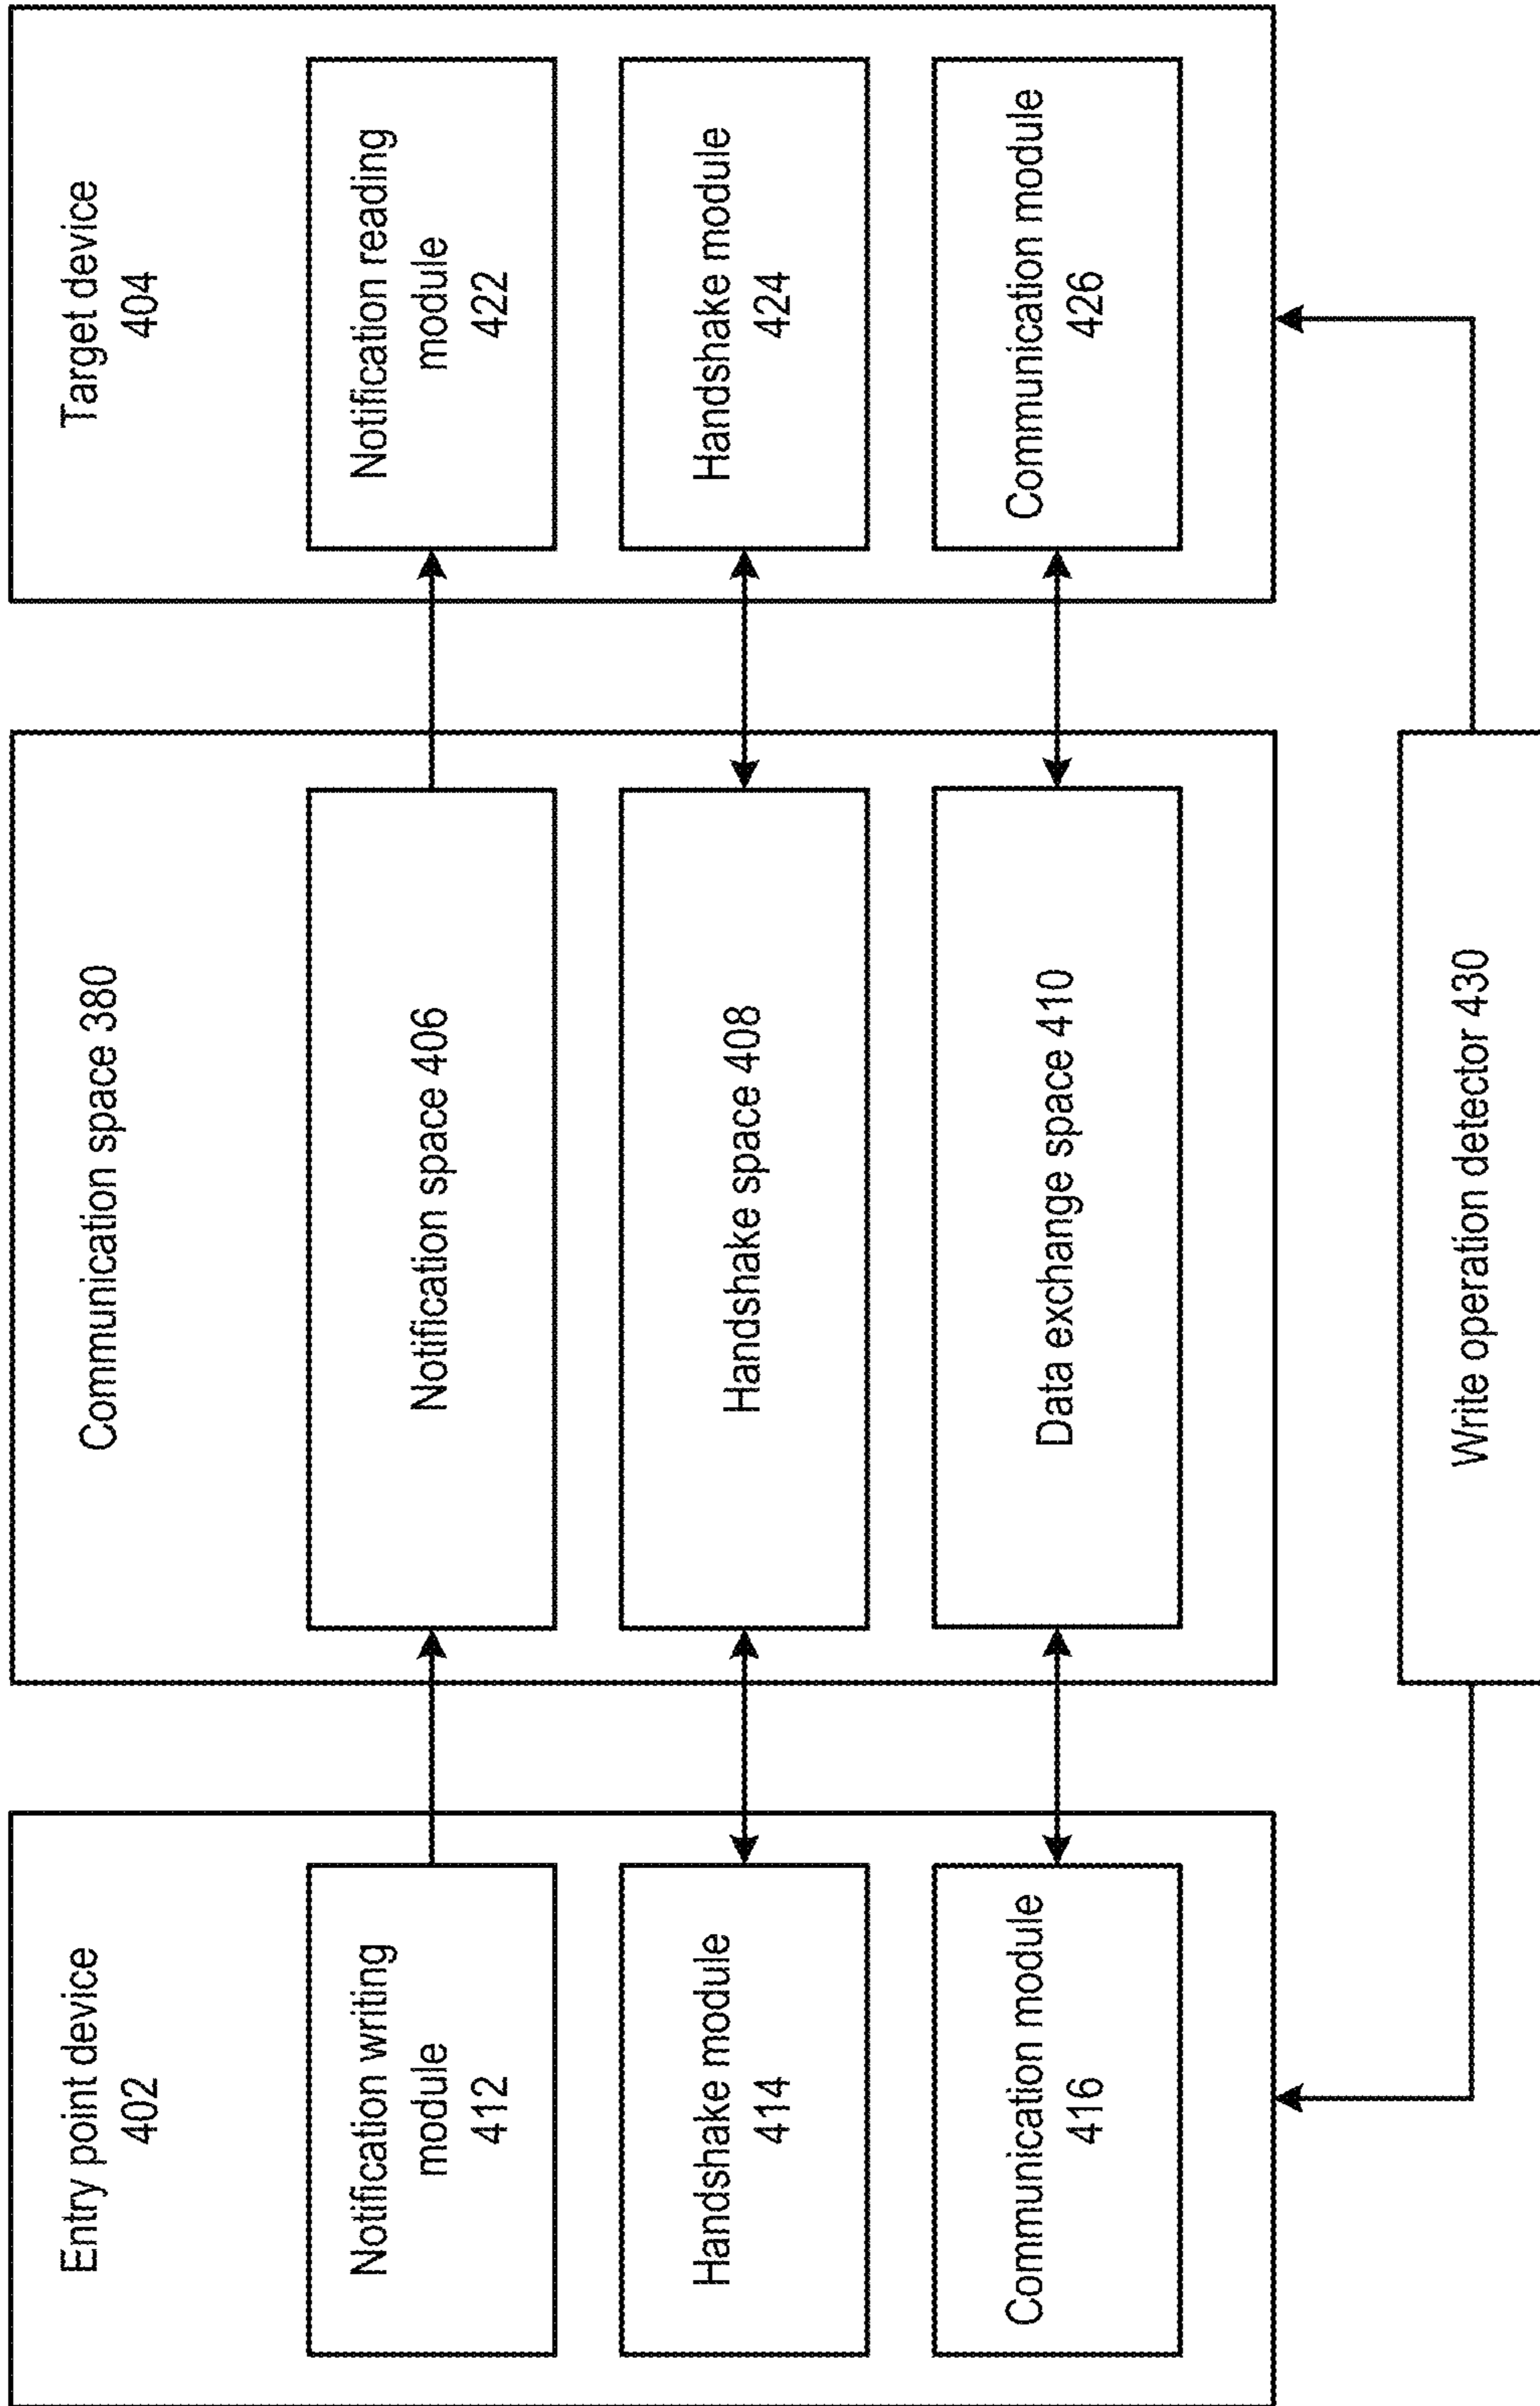 Entry point device
402
Notification writing
module
412
Handshake module
414
Communication module
416
Communication space 380
Notification space 406
Handshake space 408
Data exchange space 410
Target device
404
Notification reading
module
422
Handshake module
424
Communication module
426
Write operation detector 430